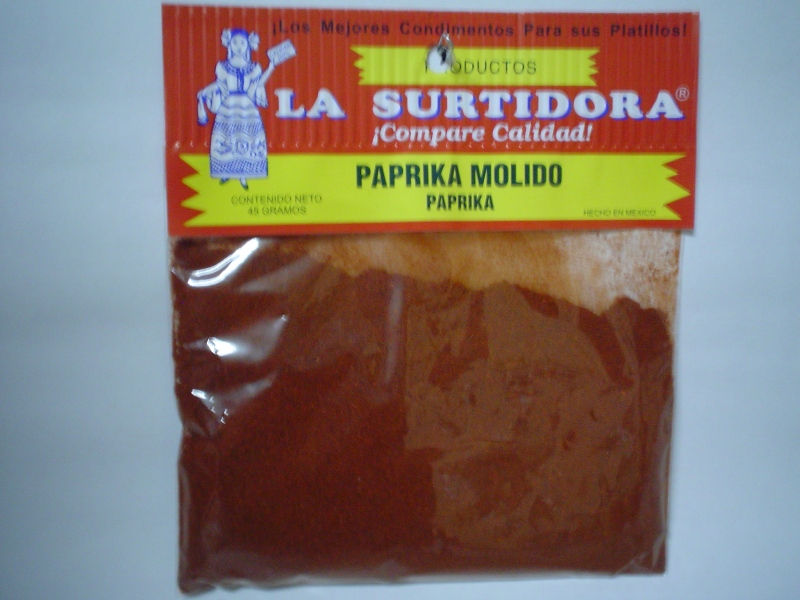 ¡Los Mejores Condimentos Para sus Platillos!
PRODUCTOS
LA SURTIDORA®
¡Compare Calidad!
PAPRIKA MOLIDO
PAPRIKA
CONTENIDO NETO
45 GRAMOS
HECHO EN MEXICO